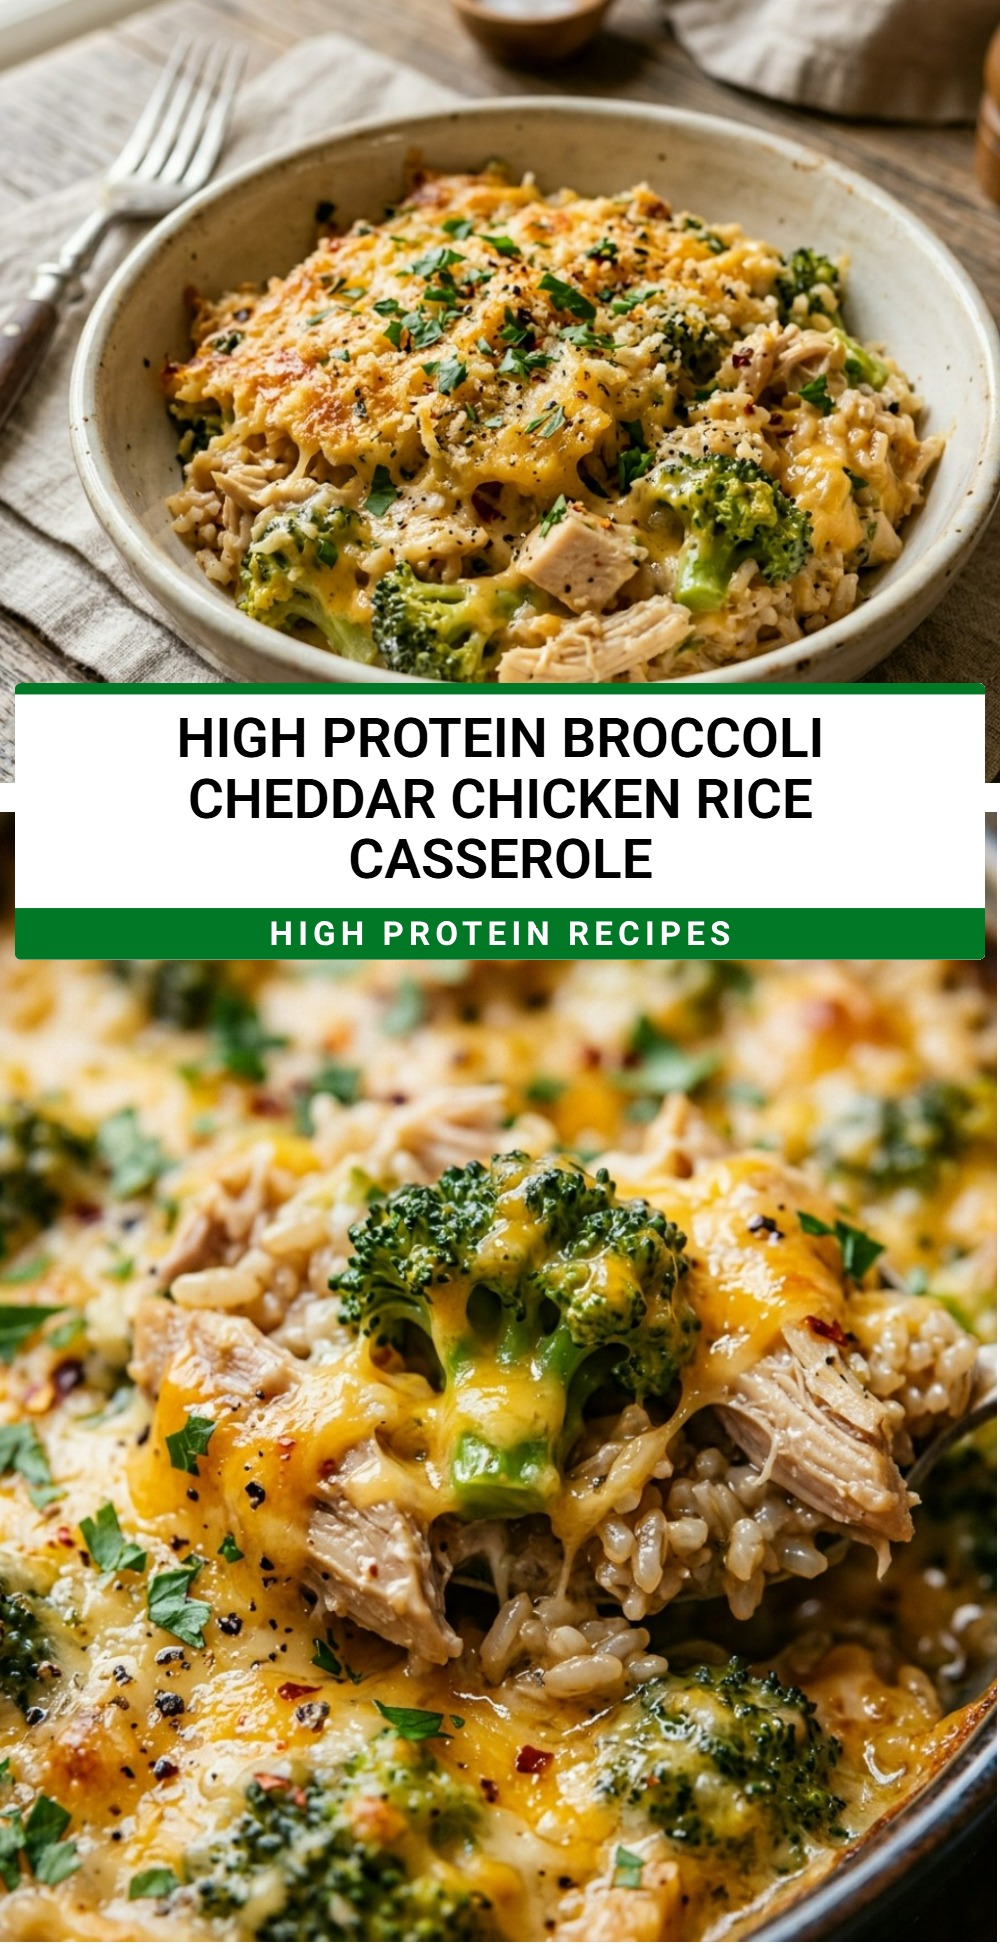 HIGH PROTEIN BROCCOLI
CHEDDAR CHICKEN RICE
CASSEROLE
HIGH PROTEIN RECIPES